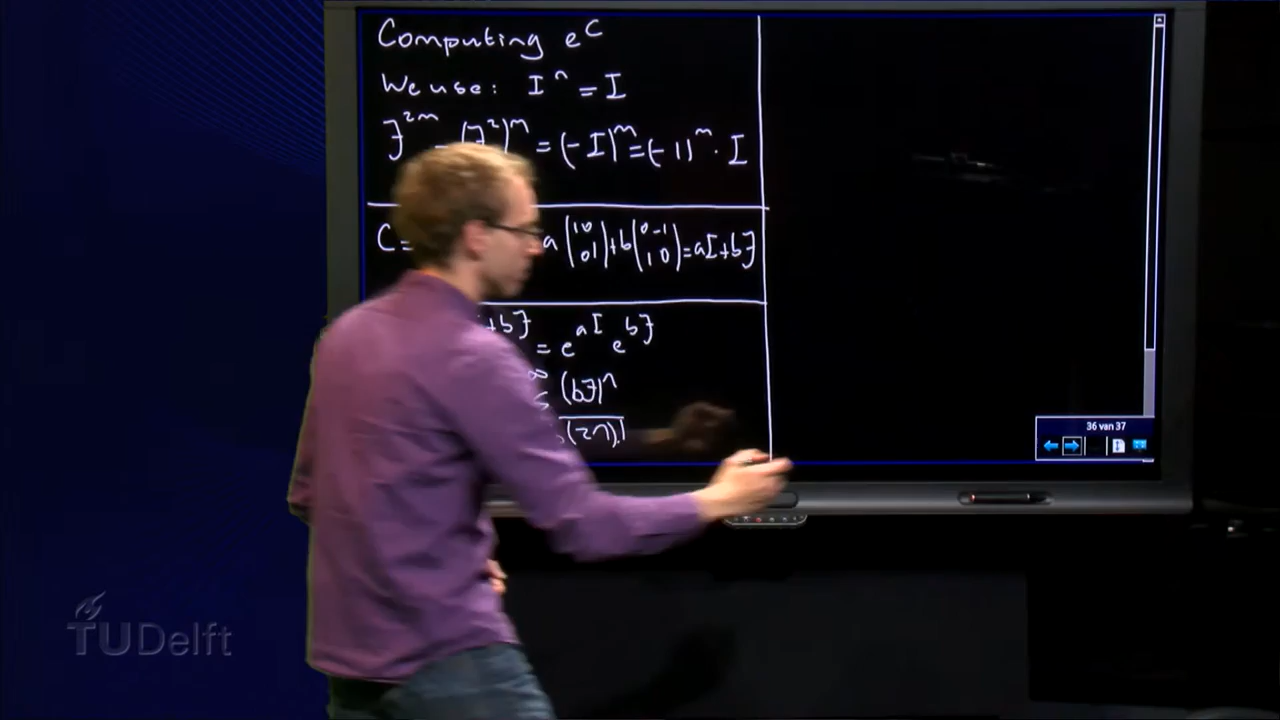 Computing e^C
We use: I^n = I
J^2m = (J^2)^m = (-I)^m = (-1)^m · I
C = a (1 0 0 1) + b (0 -1 1 0) = aI + bJ
+bJ = e^aI e^bJ
∞ (bJ)^n
(2n)!
36 van 37
TUDelft